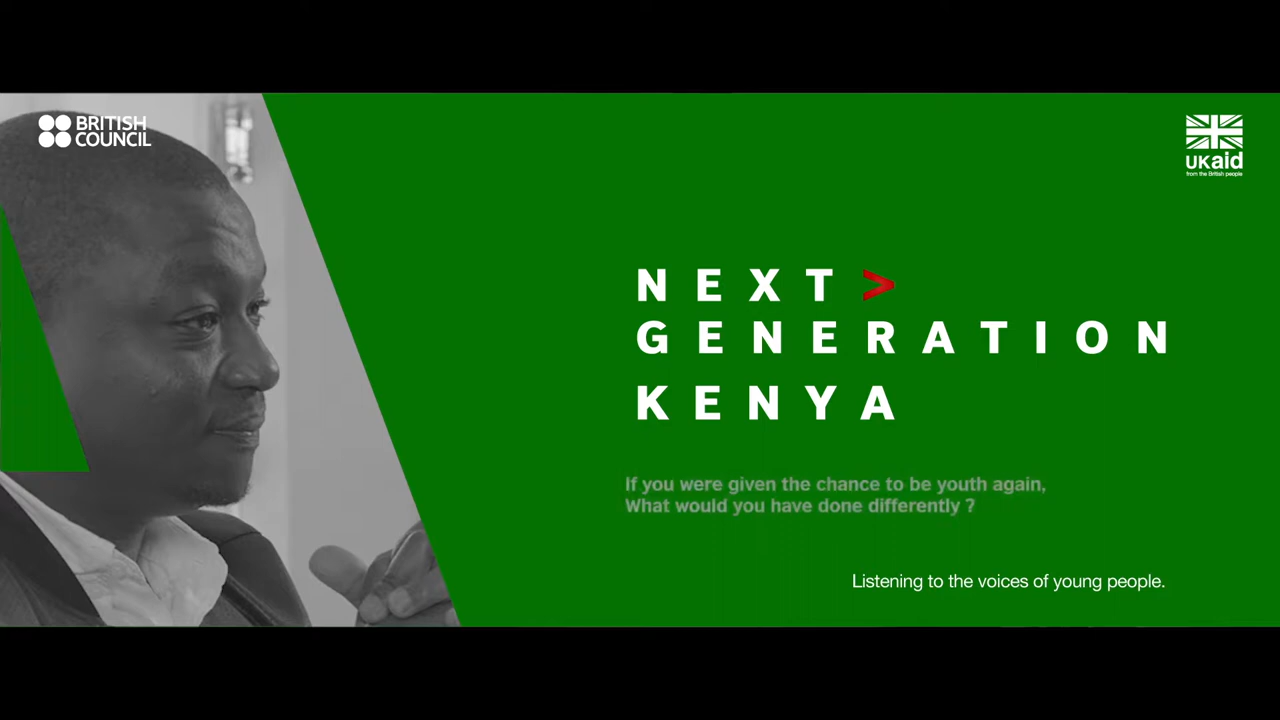 BRITISH
COUNCIL
UKaid
from the British people
NEXT >
GENERATION
KENYA
If you were given the chance to be youth again,
What would you have done differently ?
Listening to the voices of young people.